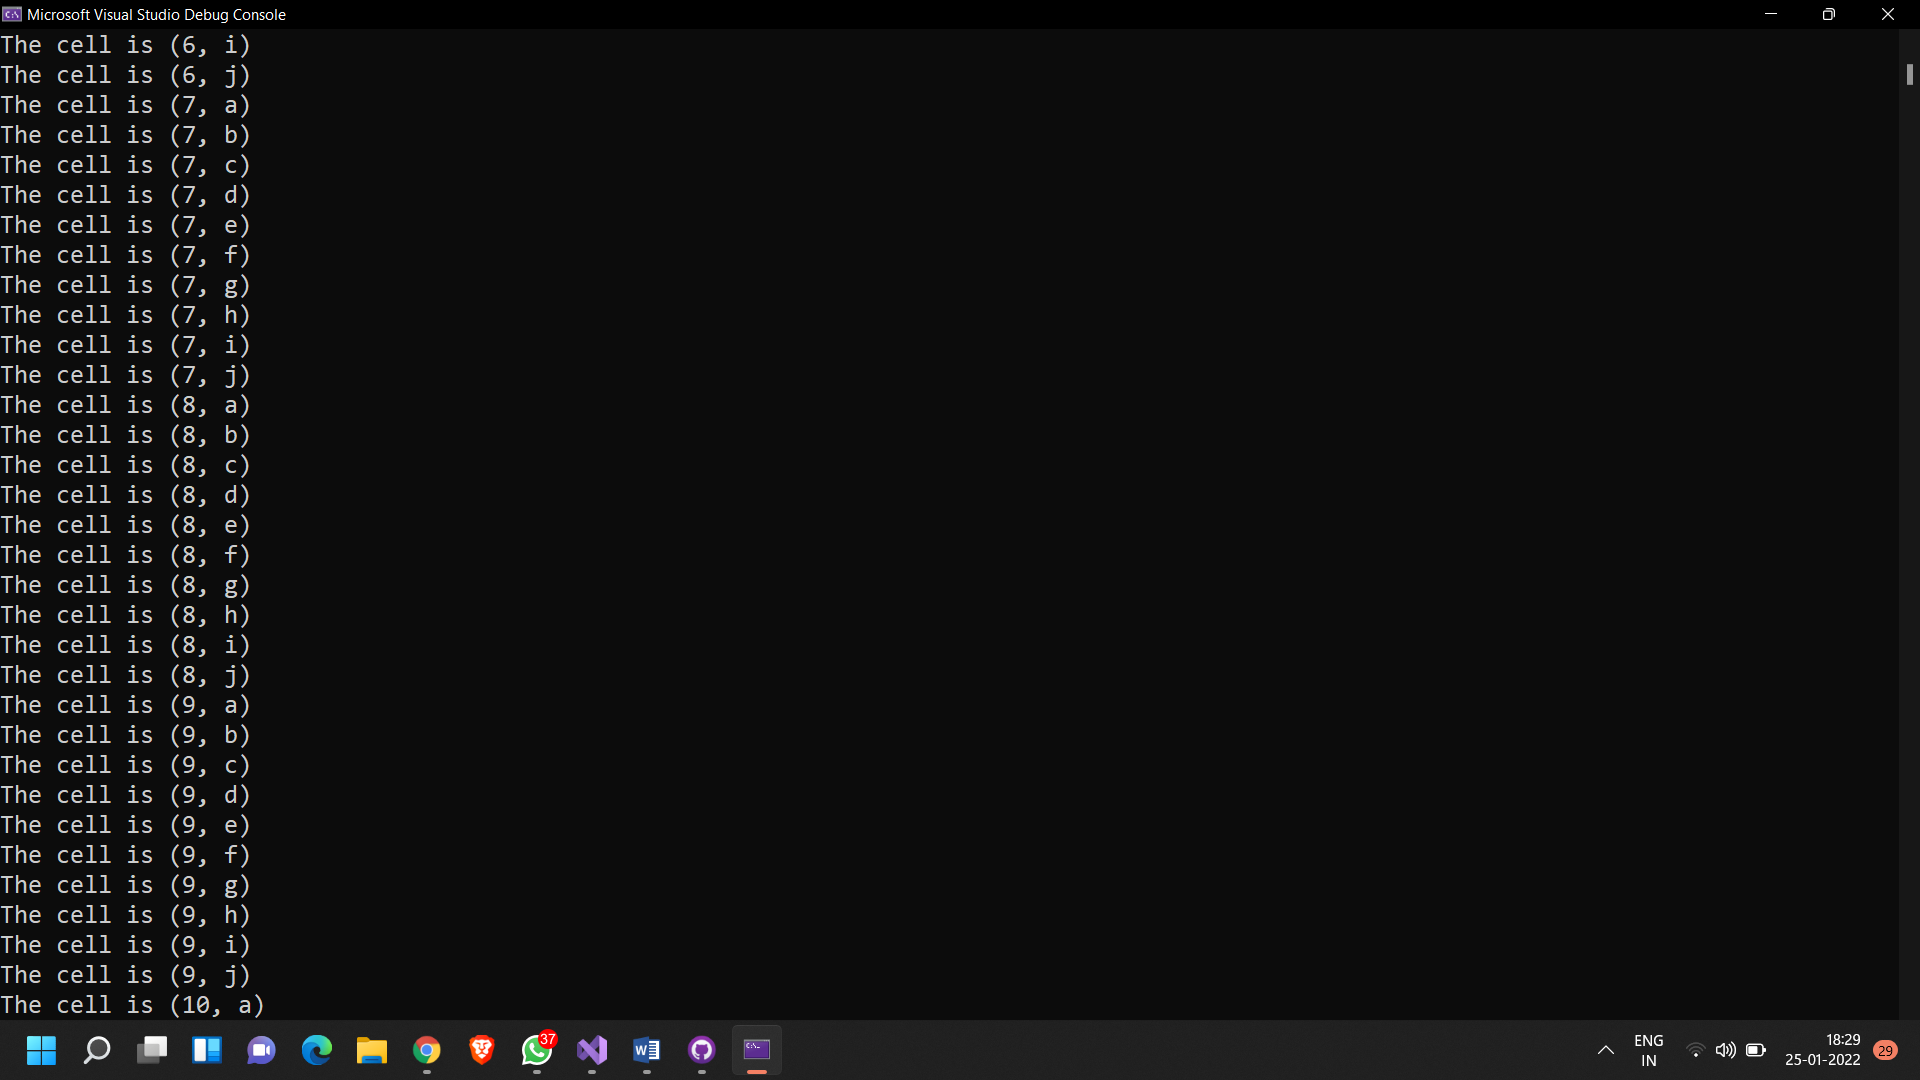 Microsoft Visual Studio Debug Console
The cell is (6, i)
The cell is (6, j)
The cell is (7, a)
The cell is (7, b)
The cell is (7, c)
The cell is (7, d)
The cell is (7, e)
The cell is (7, f)
The cell is (7, g)
The cell is (7, h)
The cell is (7, i)
The cell is (7, j)
The cell is (8, a)
The cell is (8, b)
The cell is (8, c)
The cell is (8, d)
The cell is (8, e)
The cell is (8, f)
The cell is (8, g)
The cell is (8, h)
The cell is (8, i)
The cell is (8, j)
The cell is (9, a)
The cell is (9, b)
The cell is (9, c)
The cell is (9, d)
The cell is (9, e)
The cell is (9, f)
The cell is (9, g)
The cell is (9, h)
The cell is (9, i)
The cell is (9, j)
The cell is (10, a)
37
ENG
IN
18:29
25-01-2022
29